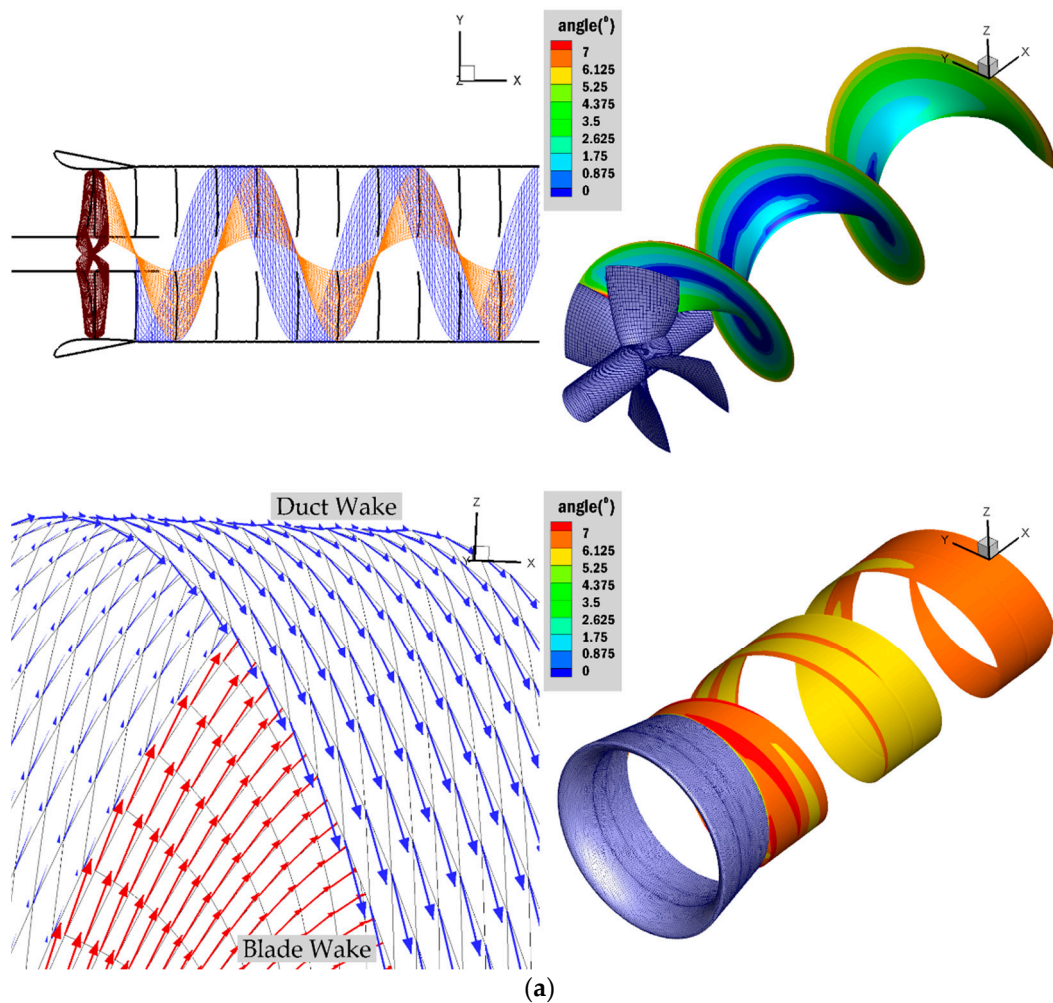 Y
Z
X
angle(°)
7
6.125
5.25
4.375
3.5
2.625
1.75
0.875
0
Z
Y
X
Duct Wake
Z
Y
X
Blade Wake
angle(°)
7
6.125
5.25
4.375
3.5
2.625
1.75
0.875
0
Z
Y
X
(a)